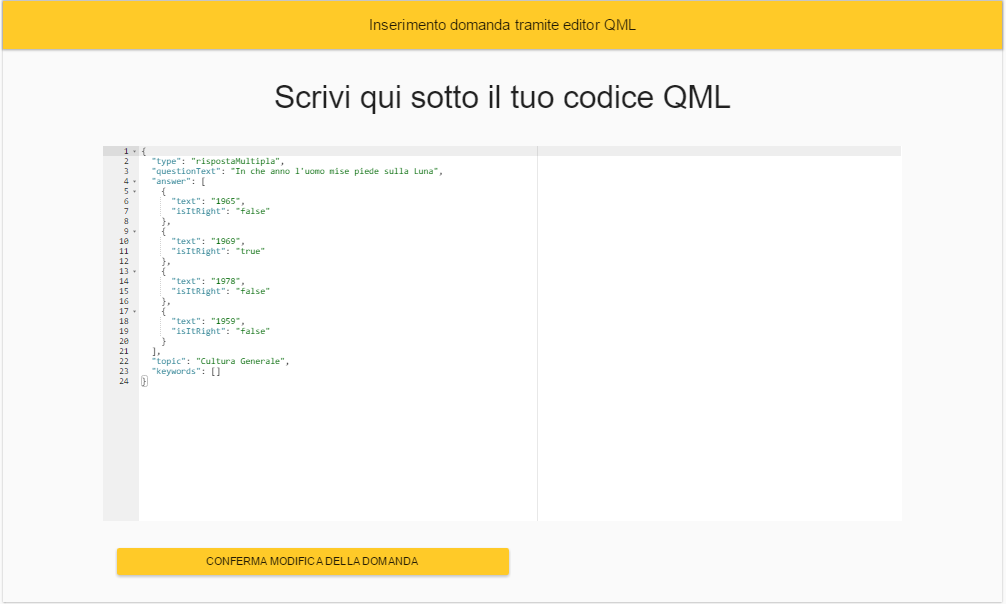 Inserimento domanda tramite editor QML
Scrivi qui sotto il tuo codice QML
1 {
2 "type": "rispostaMultipla",
3 "questionText": "In che anno l'uomo mise piede sulla Luna",
4 "answer": [
5 {
6 "text": "1965",
7 "isItRight": "false"
8 },
9 {
10 "text": "1969",
11 "isItRight": "true"
12 },
13 {
14 "text": "1978",
15 "isItRight": "false"
16 },
17 {
18 "text": "1959",
19 "isItRight": "false"
20 }
21 ],
22 "topic": "Cultura Generale",
23 "keywords": []
24 }
CONFERMA MODIFICA DELLA DOMANDA